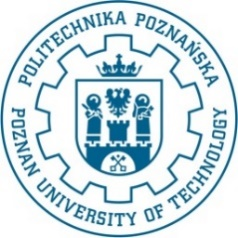 POLITECHNIKA POZNAŃSKA
POZNAN UNIVERSITY OF TECHNOLOGY